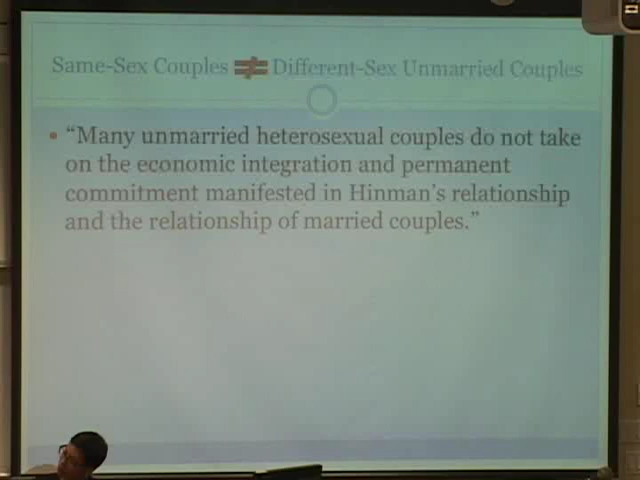 Same-Sex Couples ≠ Different-Sex Unmarried Couples
• “Many unmarried heterosexual couples do not take
on the economic integration and permanent
commitment manifested in Hinman’s relationship
and the relationship of married couples.”